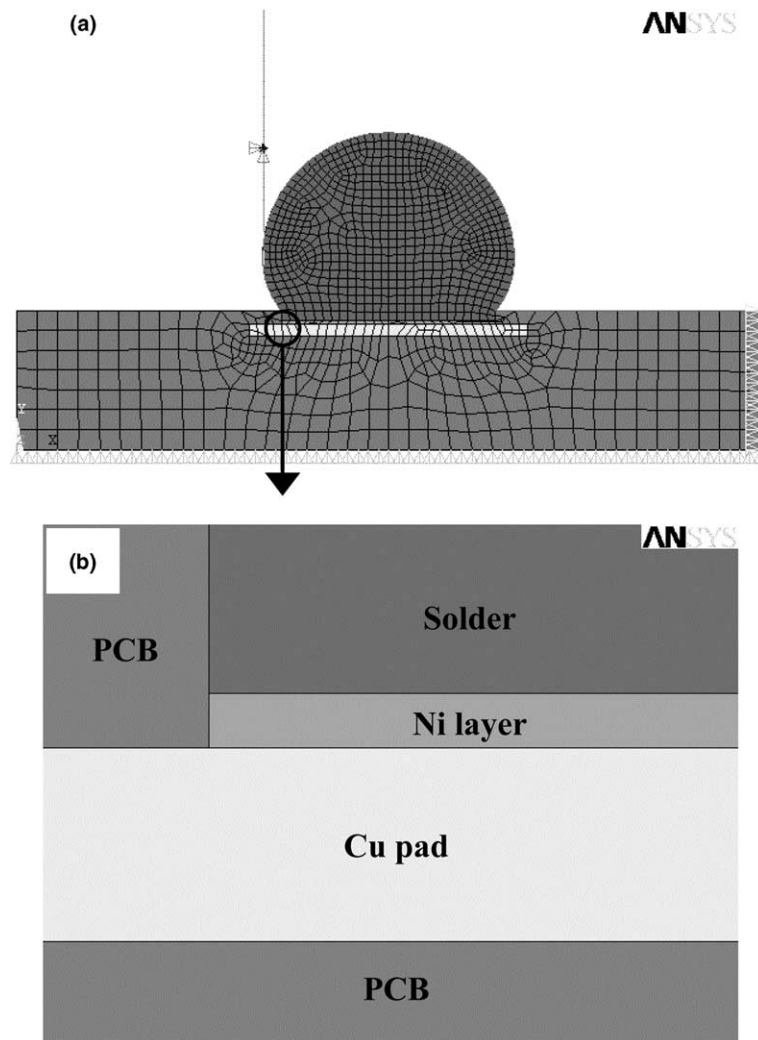 (a)
ANSYS
Y
X
(b)
ANSYS
Solder
PCB
Ni layer
Cu pad
PCB